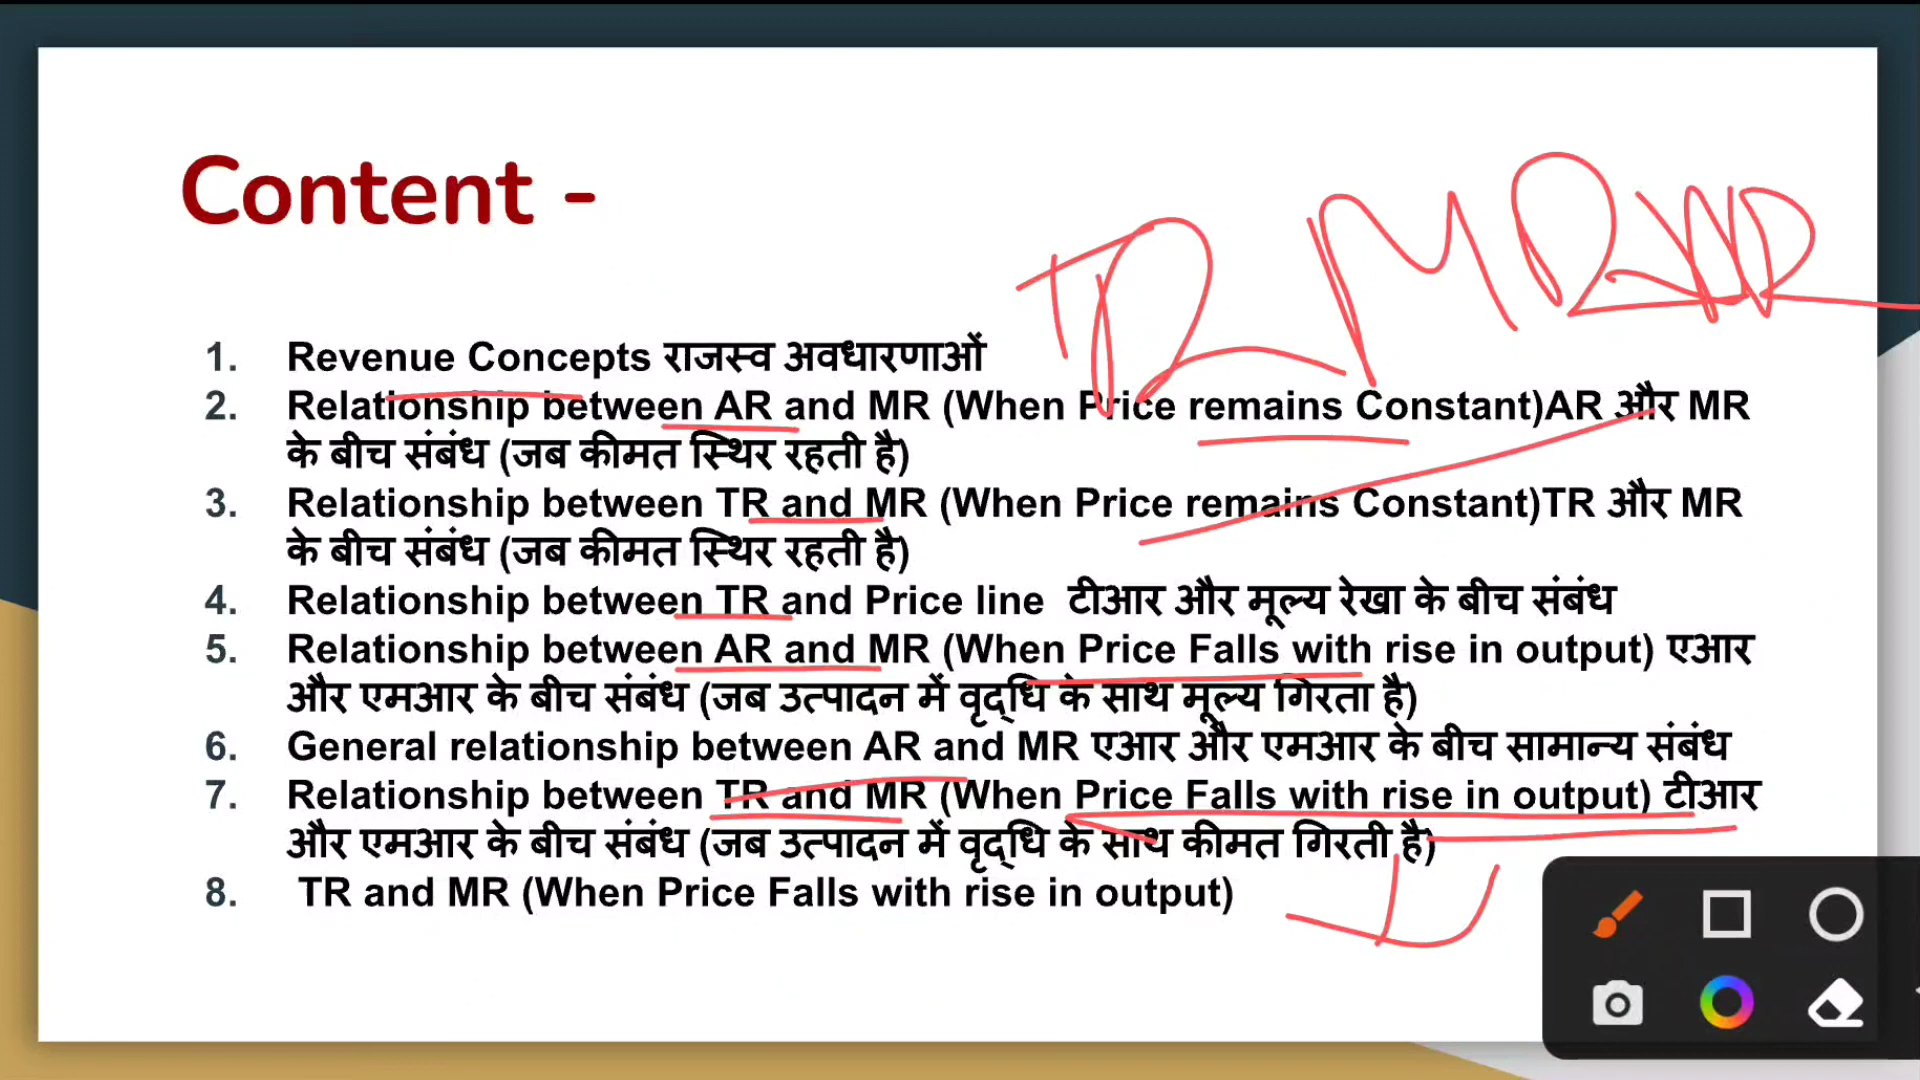 Content -
TR MR AR
1. Revenue Concepts राजस्व अवधारणाओं
2. Relationship between AR and MR (When Price remains Constant)AR और MR
के बीच संबंध (जब कीमत स्थिर रहती है)
3. Relationship between TR and MR (When Price remains Constant)TR और MR
के बीच संबंध (जब कीमत स्थिर रहती है)
4. Relationship between TR and Price line टीआर और मूल्य रेखा के बीच संबंध
5. Relationship between AR and MR (When Price Falls with rise in output) एआर
और एमआर के बीच संबंध (जब उत्पादन में वृद्धि के साथ मूल्य गिरता है)
6. General relationship between AR and MR एआर और एमआर के बीच सामान्य संबंध
7. Relationship between TR and MR (When Price Falls with rise in output) टीआर
और एमआर के बीच संबंध (जब उत्पादन में वृद्धि के साथ कीमत गिरती है)
8. TR and MR (When Price Falls with rise in output)